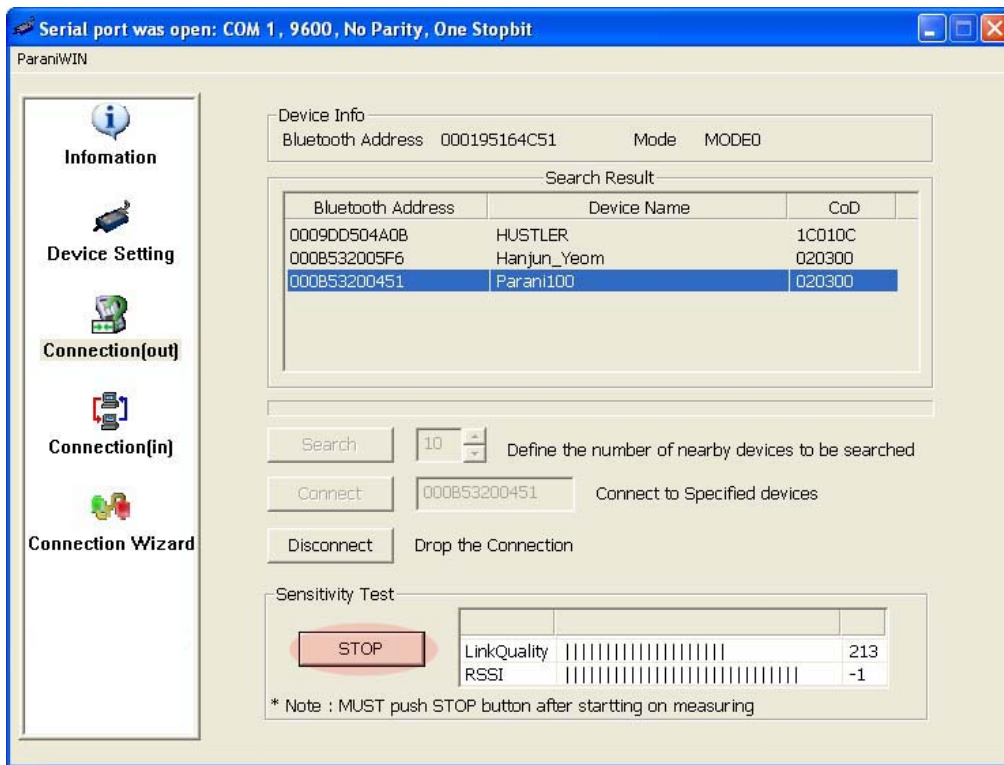 Serial port was open: COM 1, 9600, No Parity, One Stopbit
ParaniWIN
Infomation
Device Setting
Connection(out)
Connection(in)
Connection Wizard
Device Info
Bluetooth Address 000195164C51 Mode MODE0
Search Result
Bluetooth Address Device Name CoD
0009DD504A0B HUSTLER 1C010C
000B532005F6 Hanjun_Yeom 020300
000B53200451 Parani100 020300
Search 10 Define the number of nearby devices to be searched
Connect 000B53200451 Connect to Specified devices
Disconnect Drop the Connection
Sensitivity Test
STOP
LinkQuality |||||||||||||||||||| 213
RSSI ||||||||||||||||||||||||||||| -1
* Note : MUST push STOP button after startting on measuring